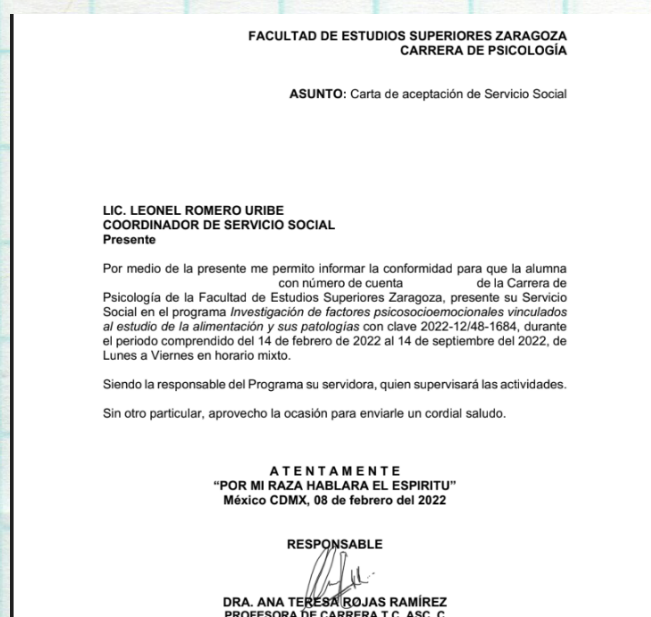 FACULTAD DE ESTUDIOS SUPERIORES ZARAGOZA
CARRERA DE PSICOLOGÍA
ASUNTO: Carta de aceptación de Servicio Social
LIC. LEONEL ROMERO URIBE
COORDINADOR DE SERVICIO SOCIAL
Presente
Por medio de la presente me permito informar la conformidad para que la alumna
con número de cuenta de la Carrera de
Psicología de la Facultad de Estudios Superiores Zaragoza, presente su Servicio
Social en el programa Investigación de factores psicosocioemocionales vinculados
al estudio de la alimentación y sus patologías con clave 2022-12/48-1684, durante
el periodo comprendido del 14 de febrero de 2022 al 14 de septiembre del 2022, de
Lunes a Viernes en horario mixto.
Siendo la responsable del Programa su servidora, quien supervisará las actividades.
Sin otro particular, aprovecho la ocasión para enviarle un cordial saludo.
A T E N T A M E N T E
“POR MI RAZA HABLARA EL ESPIRITU”
México CDMX, 08 de febrero del 2022
RESPONSABLE
DRA. ANA TERESA ROJAS RAMÍREZ
PROFESORA DE CARRERA T.C. ASC. C